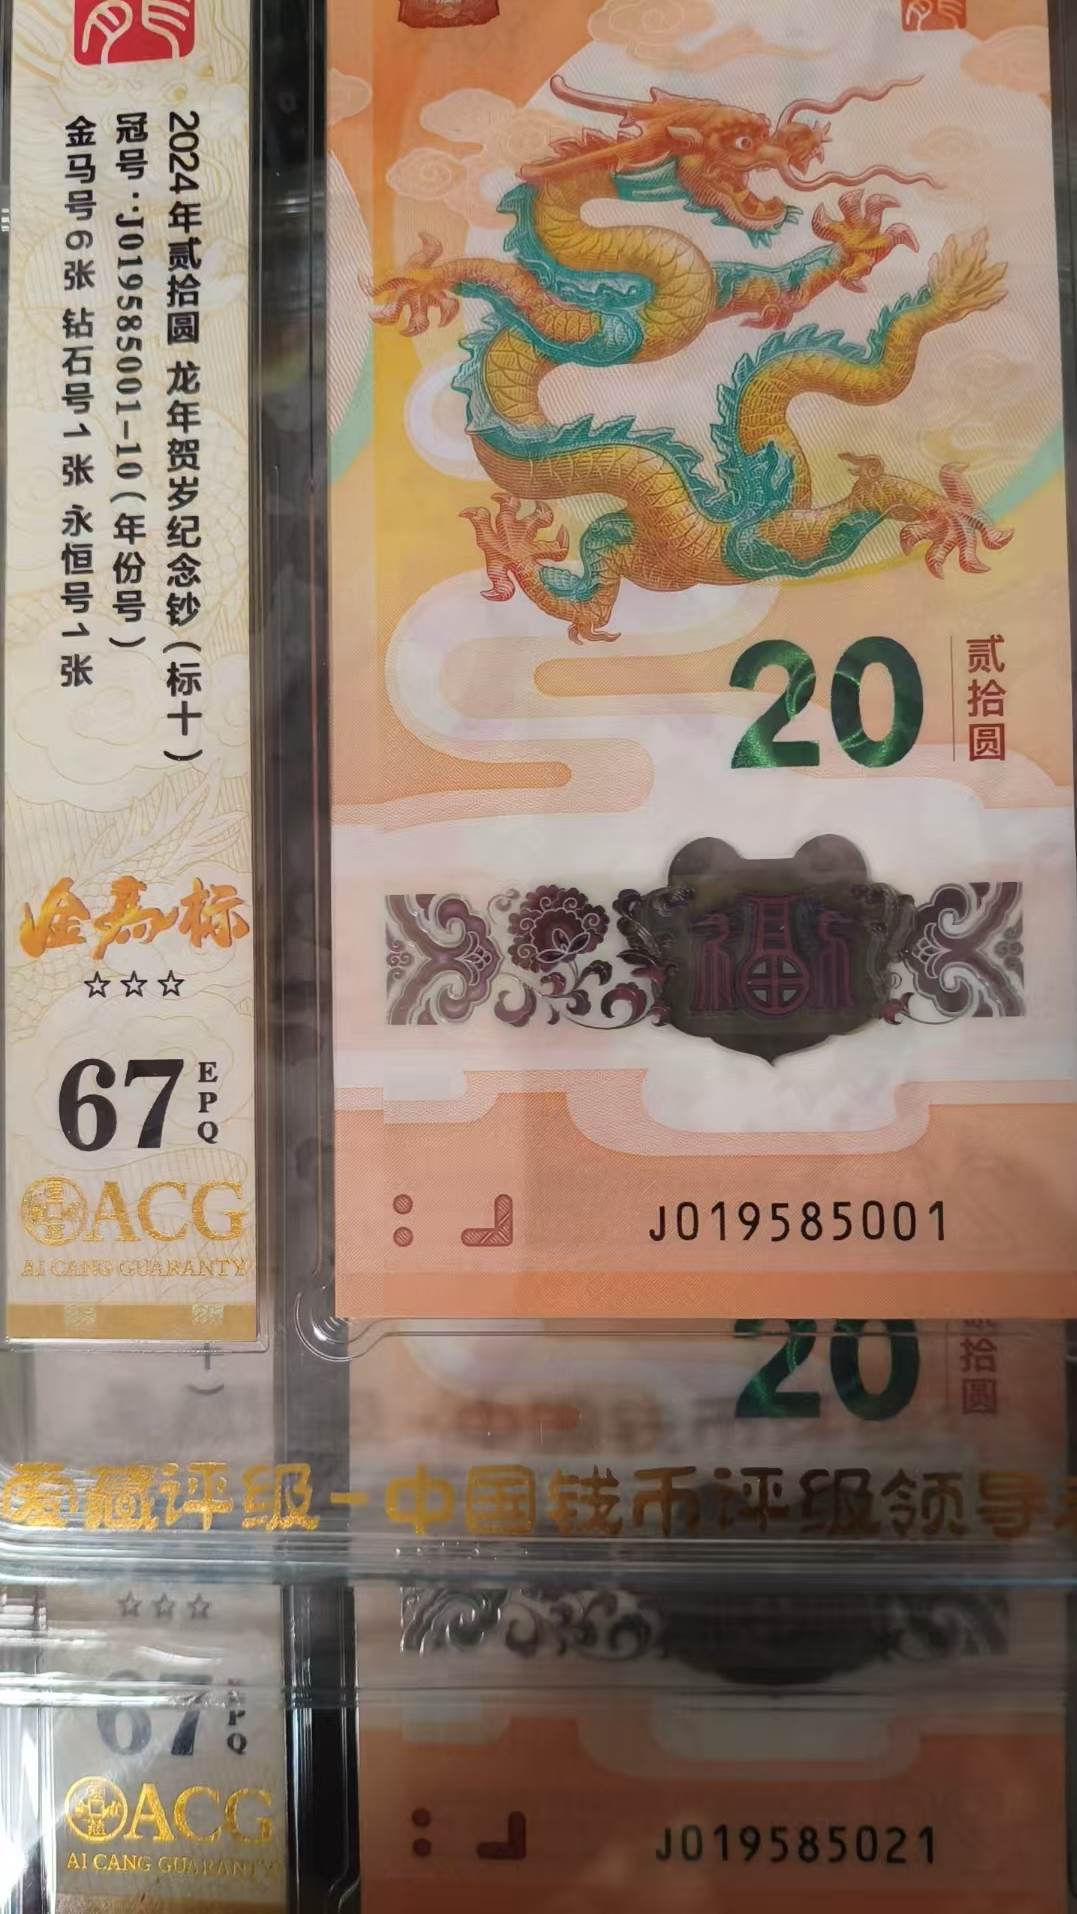 2024年贰拾圆 龙年贺岁纪念钞(标十)
冠号:J019585001-10(年份号)
金马号6张 钻石号1张 永恒号1张
金马标
☆☆☆
67
EPQ
ACG
AI CANG GUARANTY
20
贰拾圆
福
J019585001
20
拾圆
爱藏评级-中国钱币评级领导
☆☆☆
67
EPQ
ACG
AI CANG GUARANTY
J019585021